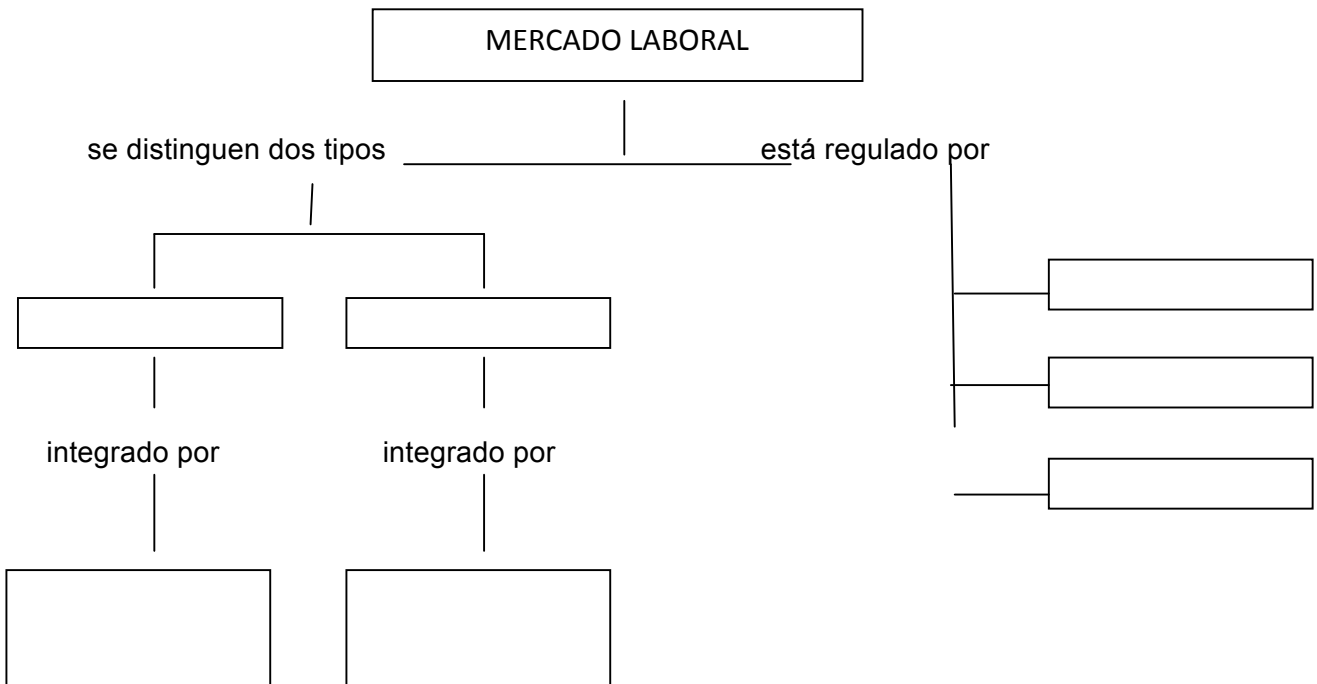 MERCADO LABORAL
se distinguen dos tipos
está regulado por
integrado por
integrado por